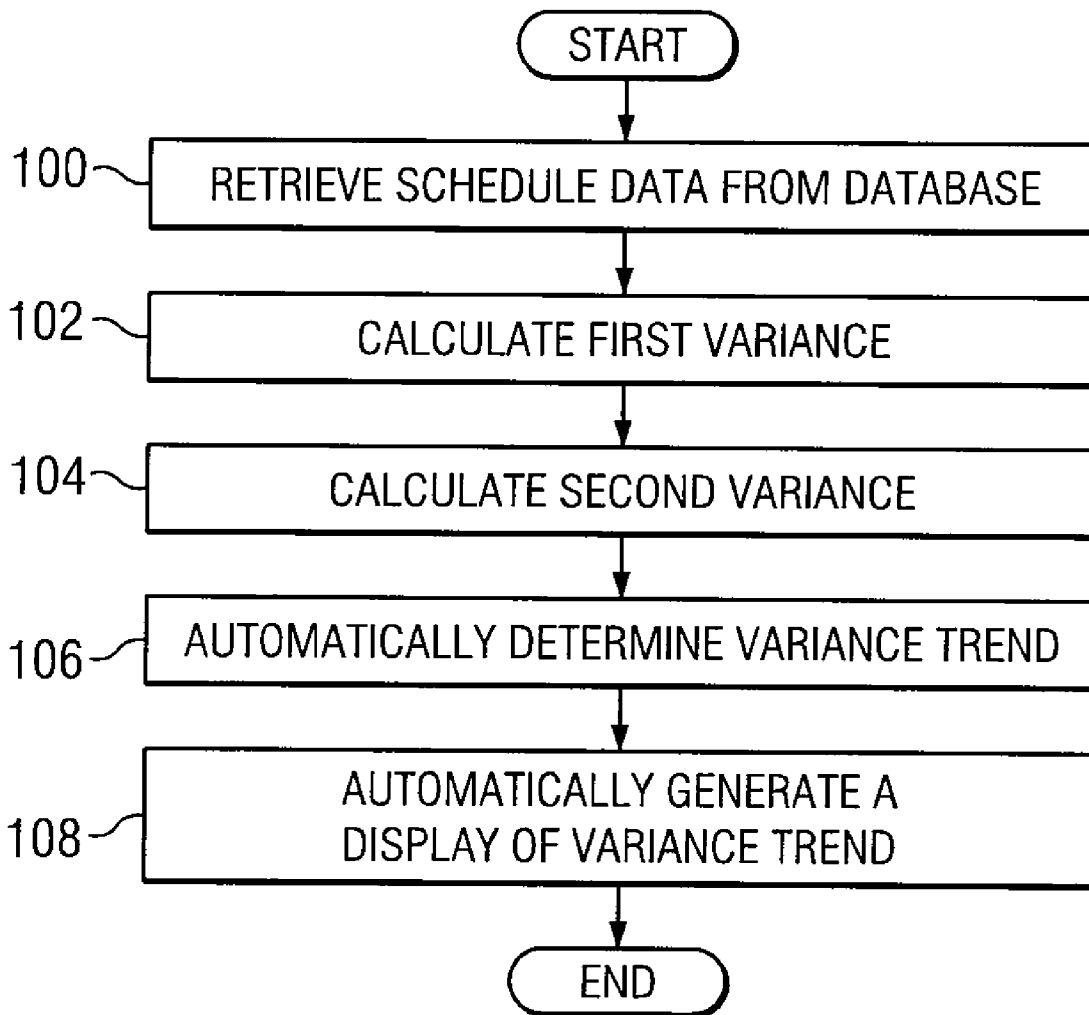 START
100
RETRIEVE SCHEDULE DATA FROM DATABASE
102
CALCULATE FIRST VARIANCE
104
CALCULATE SECOND VARIANCE
106
AUTOMATICALLY DETERMINE VARIANCE TREND
108
AUTOMATICALLY GENERATE A
DISPLAY OF VARIANCE TREND
END